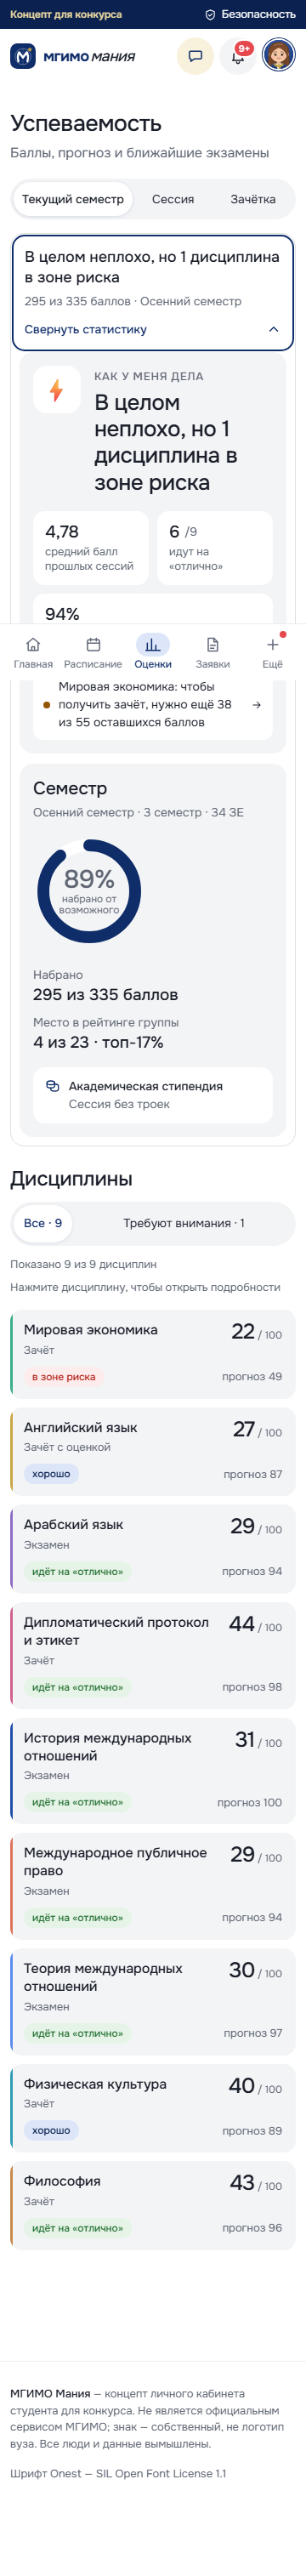 Концепт для конкурса
Безопасность
МГИМО МАНИЯ
9+
Успеваемость
Баллы, прогноз и ближайшие экзамены
Текущий семестр
Сессия
Зачётка
В целом неплохо, но 1 дисциплина
в зоне риска
295 из 335 баллов · Осенний семестр
Свернуть статистику
КАК У МЕНЯ ДЕЛА
В целом
неплохо, но 1
дисциплина в
зоне риска
4,78
средний балл
прошлых сессий
6 /9
идут на
«отлично»
94%
Главная
Расписание
Оценки
Заявки
Ещё
Мировая экономика: чтобы
получить зачёт, нужно ещё 38
из 55 оставшихся баллов
Семестр
Осенний семестр · 3 семестр · 34 ЗЕ
89%
набрано от
возможного
Набрано
295 из 335 баллов
Место в рейтинге группы
4 из 23 · топ-17%
Академическая стипендия
Сессия без троек
Дисциплины
Все · 9
Требуют внимания · 1
Показано 9 из 9 дисциплин
Нажмите дисциплину, чтобы открыть подробности
Мировая экономика
22 / 100
Зачёт
в зоне риска
прогноз 49
Английский язык
27 / 100
Зачёт с оценкой
хорошо
прогноз 87
Арабский язык
29 / 100
Экзамен
идёт на «отлично»
прогноз 94
Дипломатический протокол
и этикет
44 / 100
Зачёт
идёт на «отлично»
прогноз 98
История международных
отношений
31 / 100
Экзамен
идёт на «отлично»
прогноз 100
Международное публичное
право
29 / 100
Экзамен
идёт на «отлично»
прогноз 94
Теория международных
отношений
30 / 100
Экзамен
идёт на «отлично»
прогноз 97
Физическая культура
40 / 100
Зачёт
хорошо
прогноз 89
Философия
43 / 100
Зачёт
идёт на «отлично»
прогноз 96
МГИМО Мания — концепт личного кабинета
студента для конкурса. Не является официальным
сервисом МГИМО; знак — собственный, не логотип
вуза. Все люди и данные вымышлены.
Шрифт Onest — SIL Open Font License 1.1